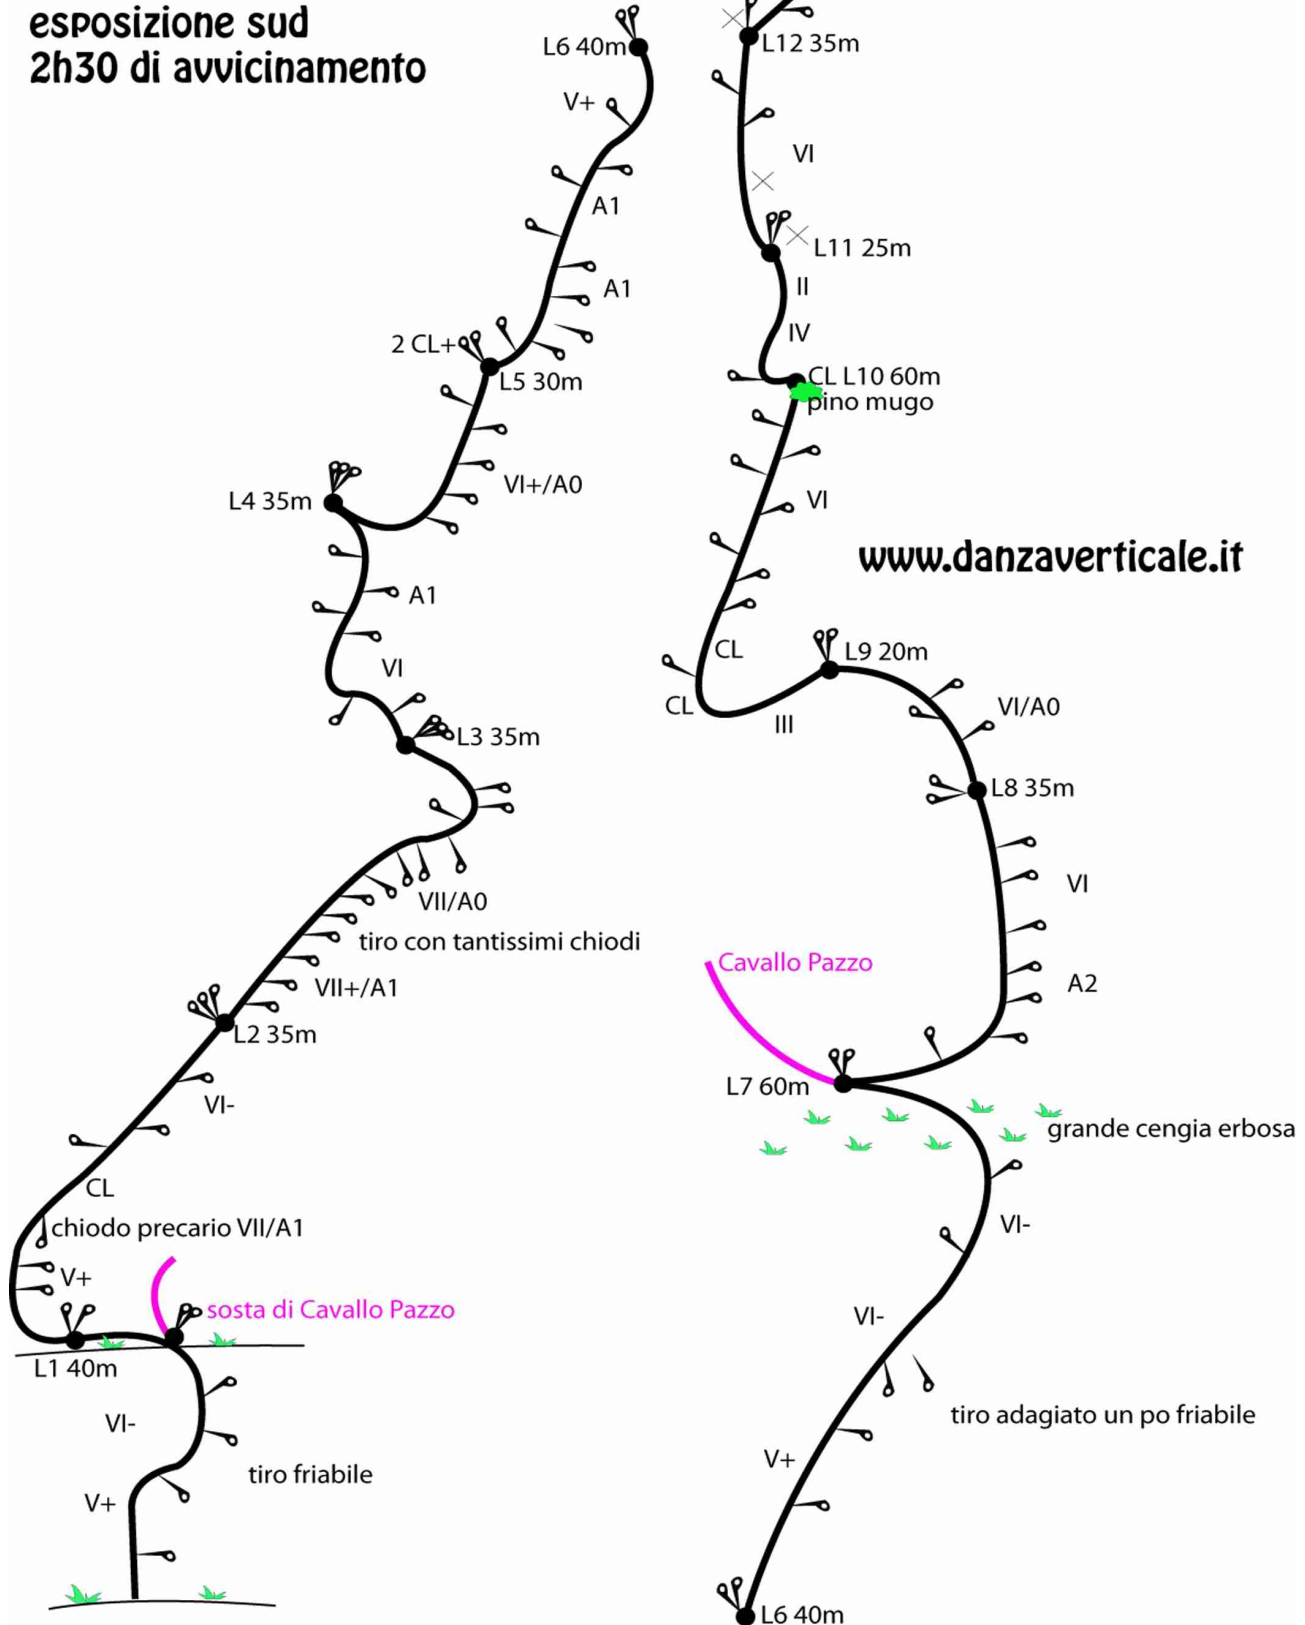 esposizione sud
2h30 di avvicinamento
L6 40m
V+
A1
A1
2 CL+
L5 30m
VI+/A0
L4 35m
A1
VI
L3 35m
VII/A0
tiro con tantissimi chiodi
VII+/A1
L2 35m
VI-
CL
chiodo precario VII/A1
V+
sosta di Cavallo Pazzo
L1 40m
VI-
tiro friabile
V+
L12 35m
VI
L11 25m
II
IV
CL L10 60m
pino mugo
VI
www.danzaverticale.it
CL
L9 20m
CL
III
VI/A0
L8 35m
VI
Cavallo Pazzo
A2
L7 60m
grande cengia erbosa
VI-
VI-
tiro adagiato un po friabile
V+
L6 40m